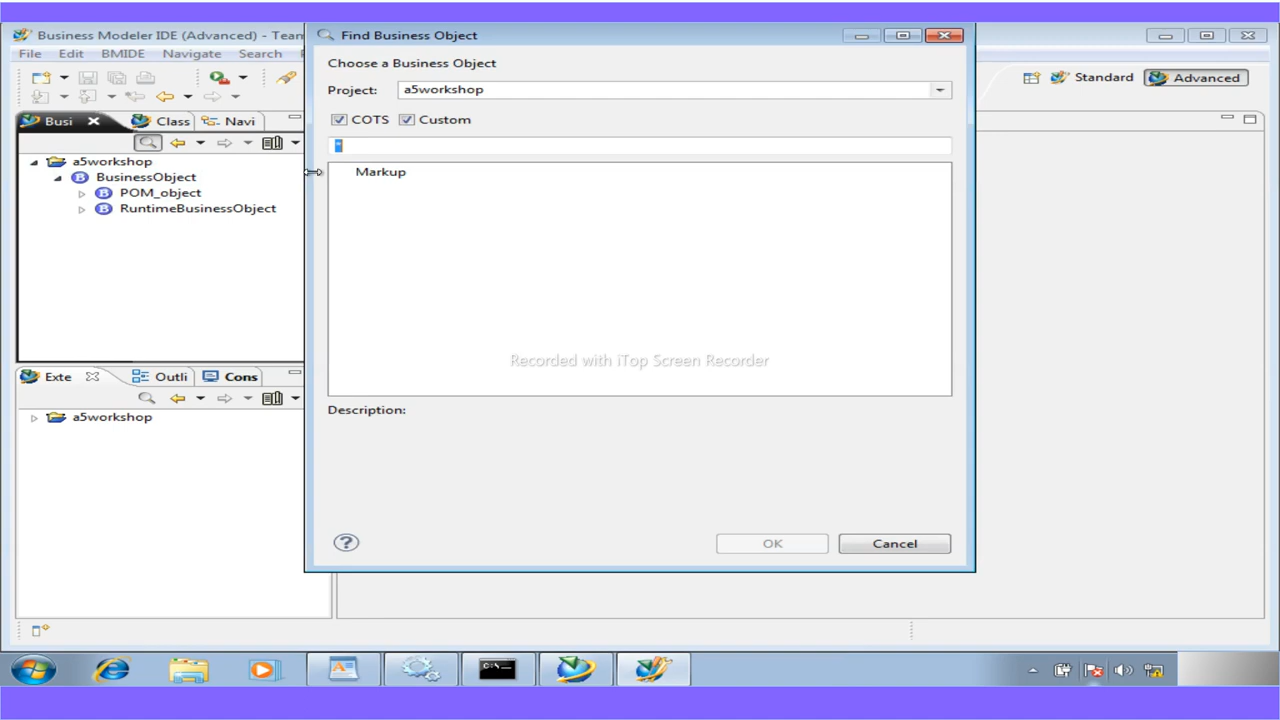 Business Modeler IDE (Advanced) - Team
File Edit BMIDE Navigate Search
Standard Advanced
Busi Class Navi
a5workshop
BusinessObject
POM_object
RuntimeBusinessObject
Exte Outli Cons
a5workshop
Find Business Object
Choose a Business Object
Project: a5workshop
COTS Custom
*
Markup
Recorded with iTop Screen Recorder
Description:
OK Cancel